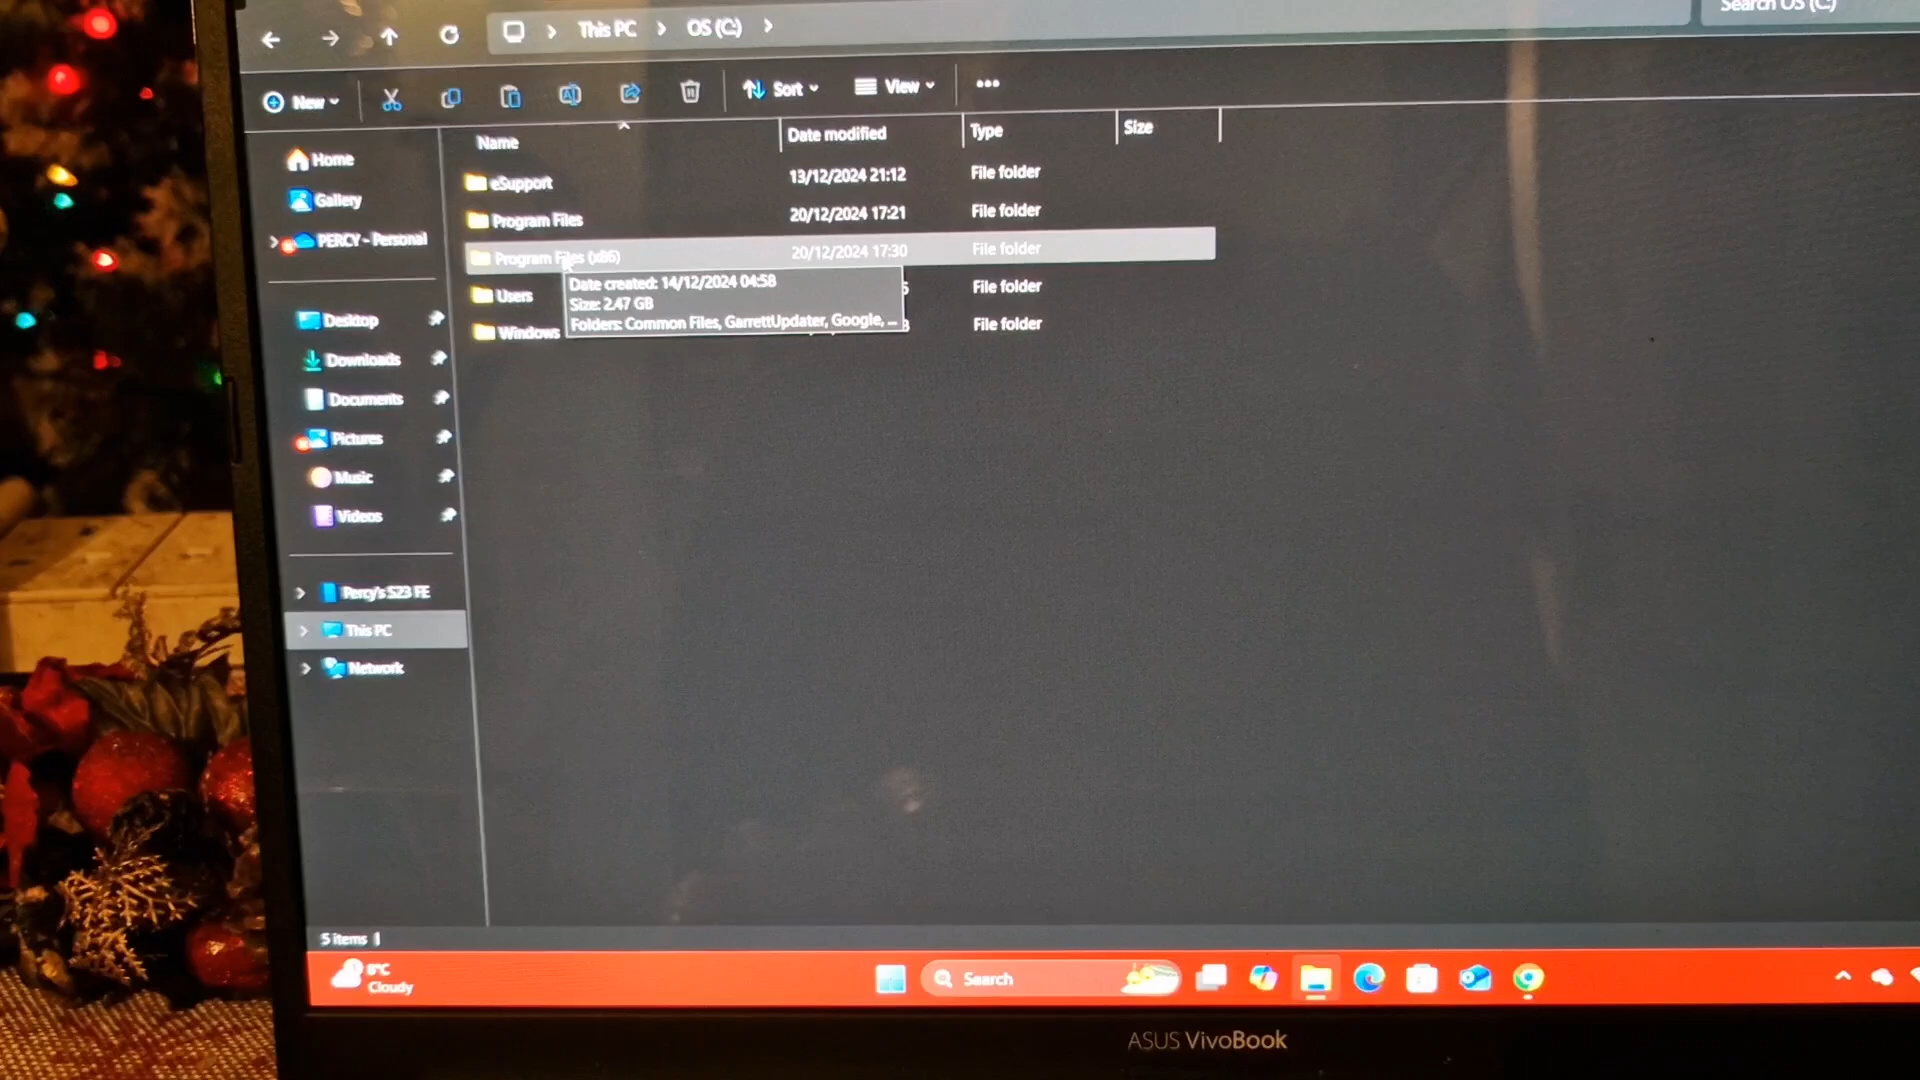 This PC > OS (C:) >
Search OS (C:)
New
Sort
View
Name
Date modified
Type
Size
Home
Gallery
PERCY - Personal
Desktop
Downloads
Documents
Pictures
Music
Videos
Percy's S23 FE
This PC
Network
eSupport 13/12/2024 21:12 File folder
Program Files 20/12/2024 17:21 File folder
Program Files (x86) 20/12/2024 17:30 File folder
Users File folder
Windows File folder
Date created: 14/12/2024 04:58
Size: 2.47 GB
Folders: Common Files, GarrettUpdater, Google, ...
5 items
8°C
Cloudy
Search
ASUS VivoBook